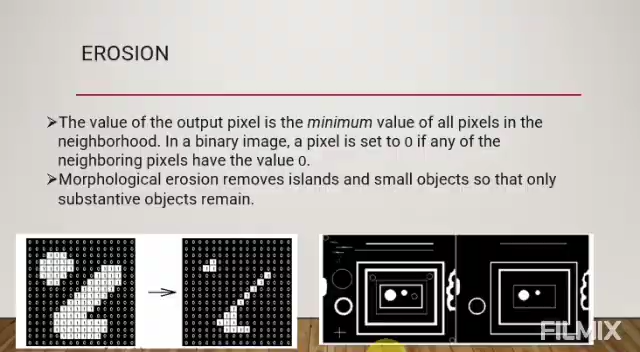 EROSION
➢The value of the output pixel is the minimum value of all pixels in the
neighborhood. In a binary image, a pixel is set to 0 if any of the
neighboring pixels have the value 0.
➢Morphological erosion removes islands and small objects so that only
substantive objects remain.
FILMIX